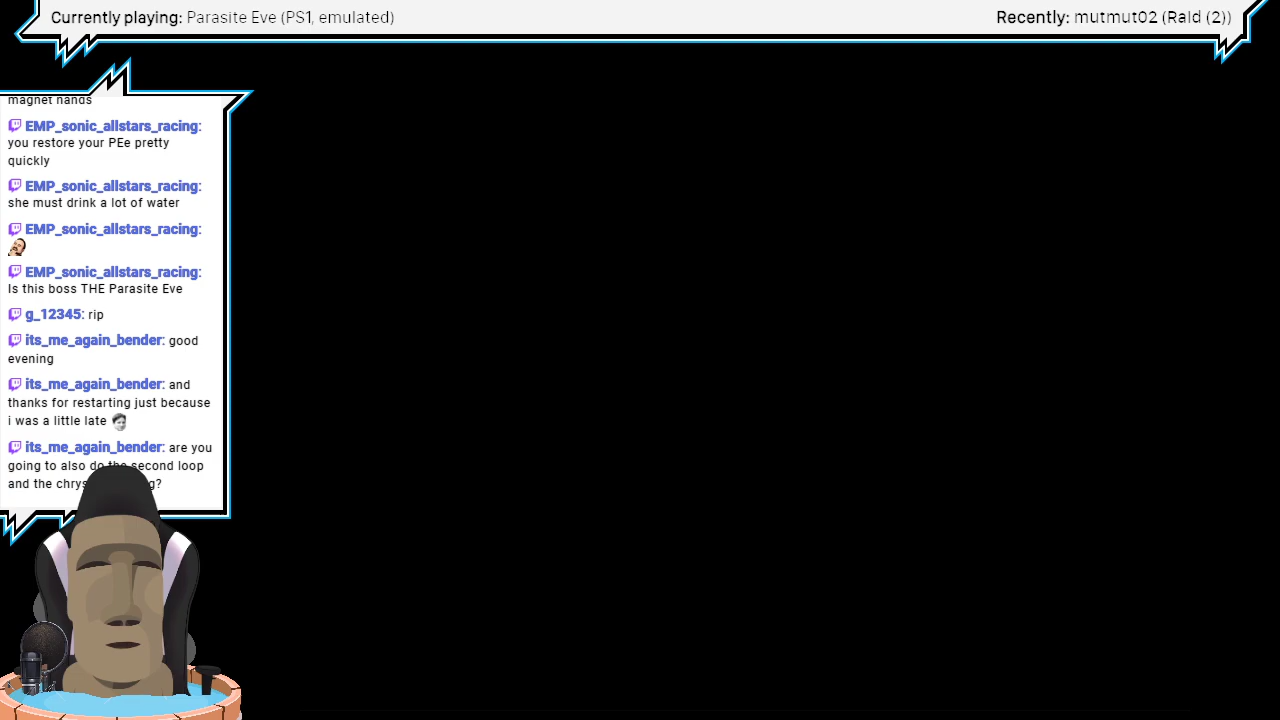 Currently playing: Parasite Eve (PS1, emulated)
Recently: mutmut02 (Raid (2))
magnet hands
EMP_sonic_allstars_racing:
you restore your PEe pretty
quickly
EMP_sonic_allstars_racing:
she must drink a lot of water
EMP_sonic_allstars_racing:
EMP_sonic_allstars_racing:
Is this boss THE Parasite Eve
g_12345: rip
its_me_again_bender: good
evening
its_me_again_bender: and
thanks for restarting just because
i was a little late
its_me_again_bender: are you
going to also do the second loop
and the